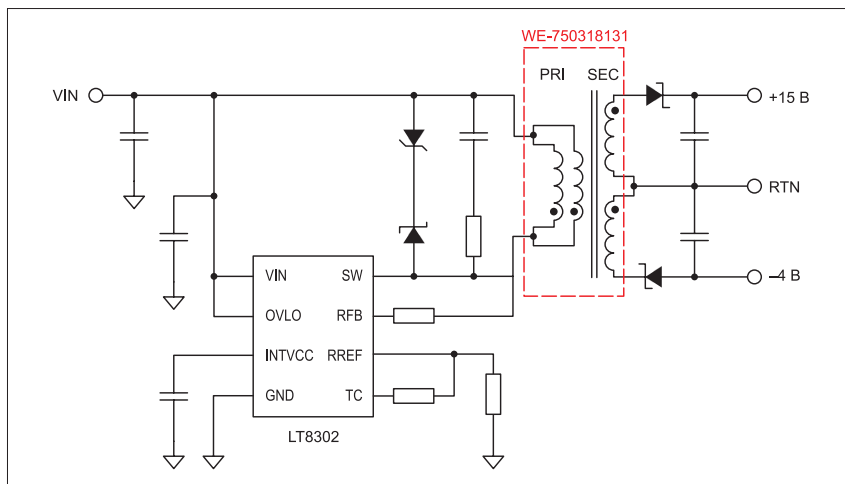 WE-750318131
PRI SEC
VIN
+15 В
RTN
–4 В
VIN SW
OVLO RFB
INTVCC RREF
GND TC
LT8302